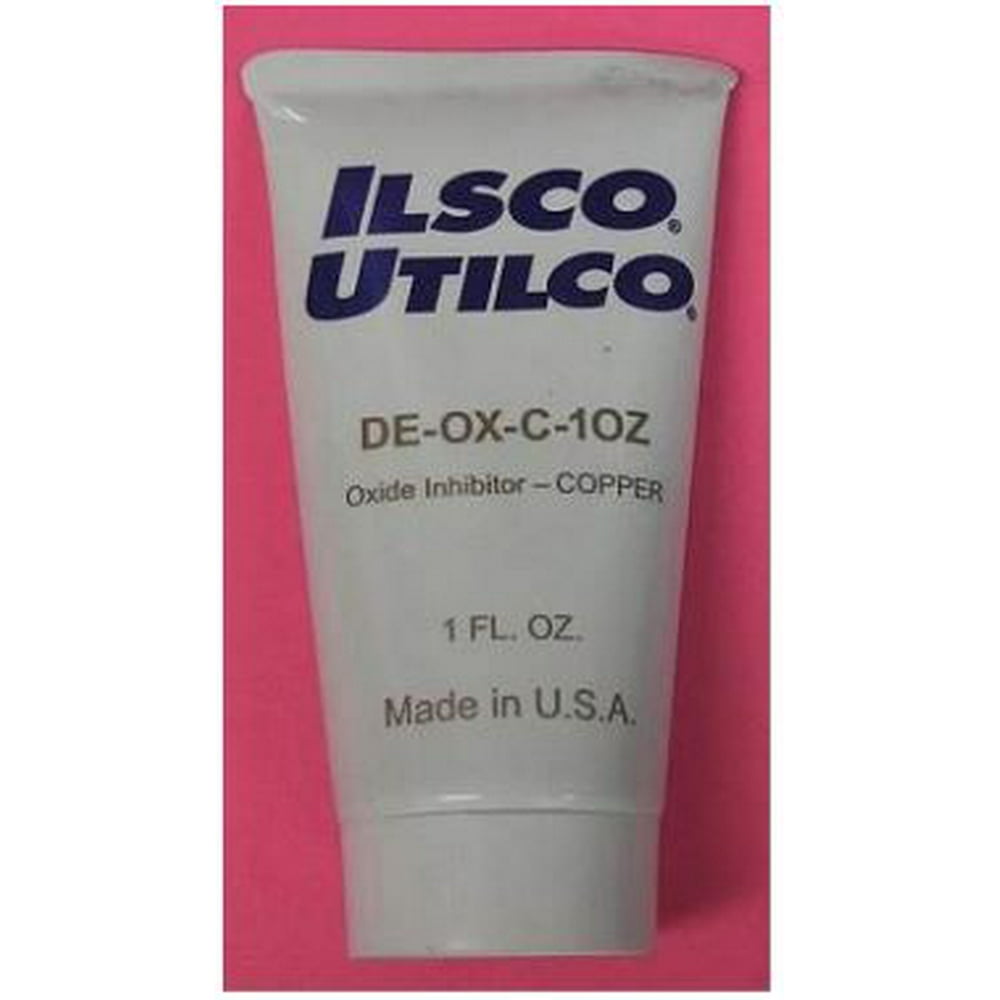 ILSCO®
UTILCO®
DE-OX-C-1OZ
Oxide Inhibitor – COPPER
1 FL. OZ.
Made in U.S.A.